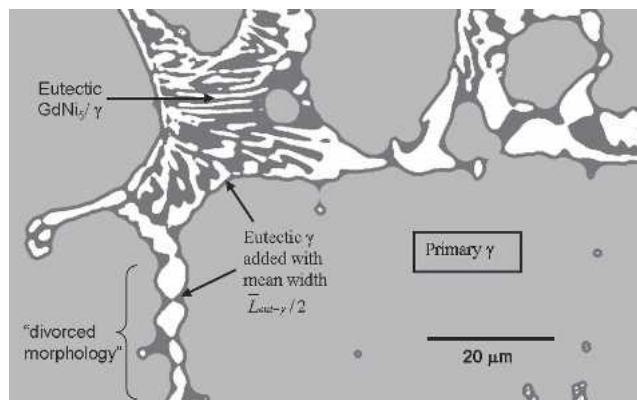 Eutectic
GdNi₅/ γ
Eutectic γ
added with
mean width
L̅ₑᵤₜ₋ᵧ/2
Primary γ
"divorced
morphology"
20 μm